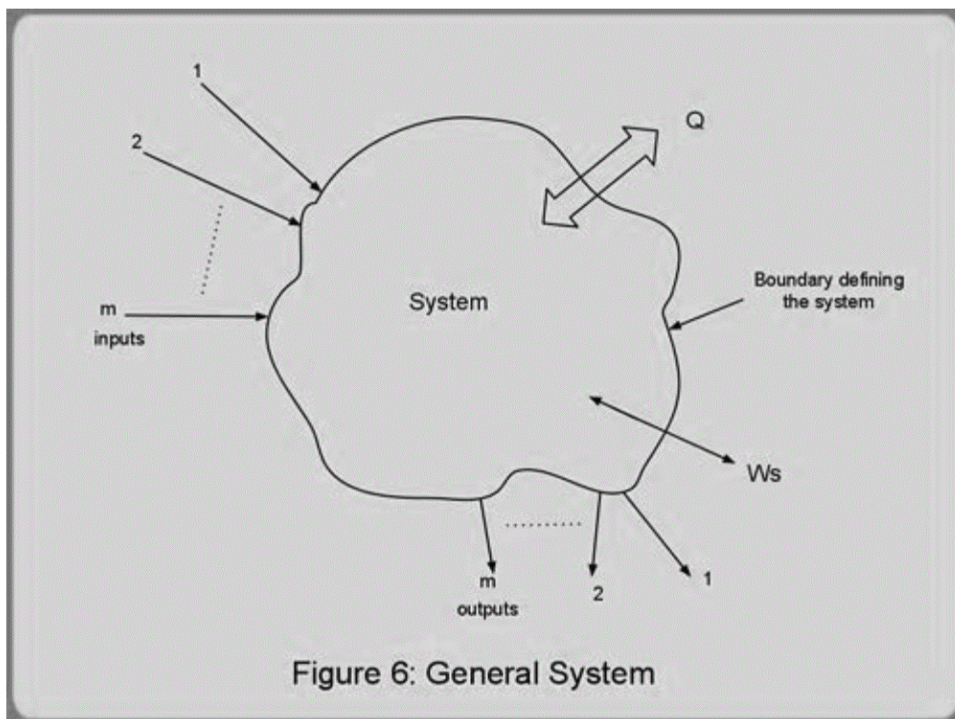 1
2
Q
Boundary defining
the system
System
m
inputs
Ws
m
outputs
2
1
Figure 6: General System